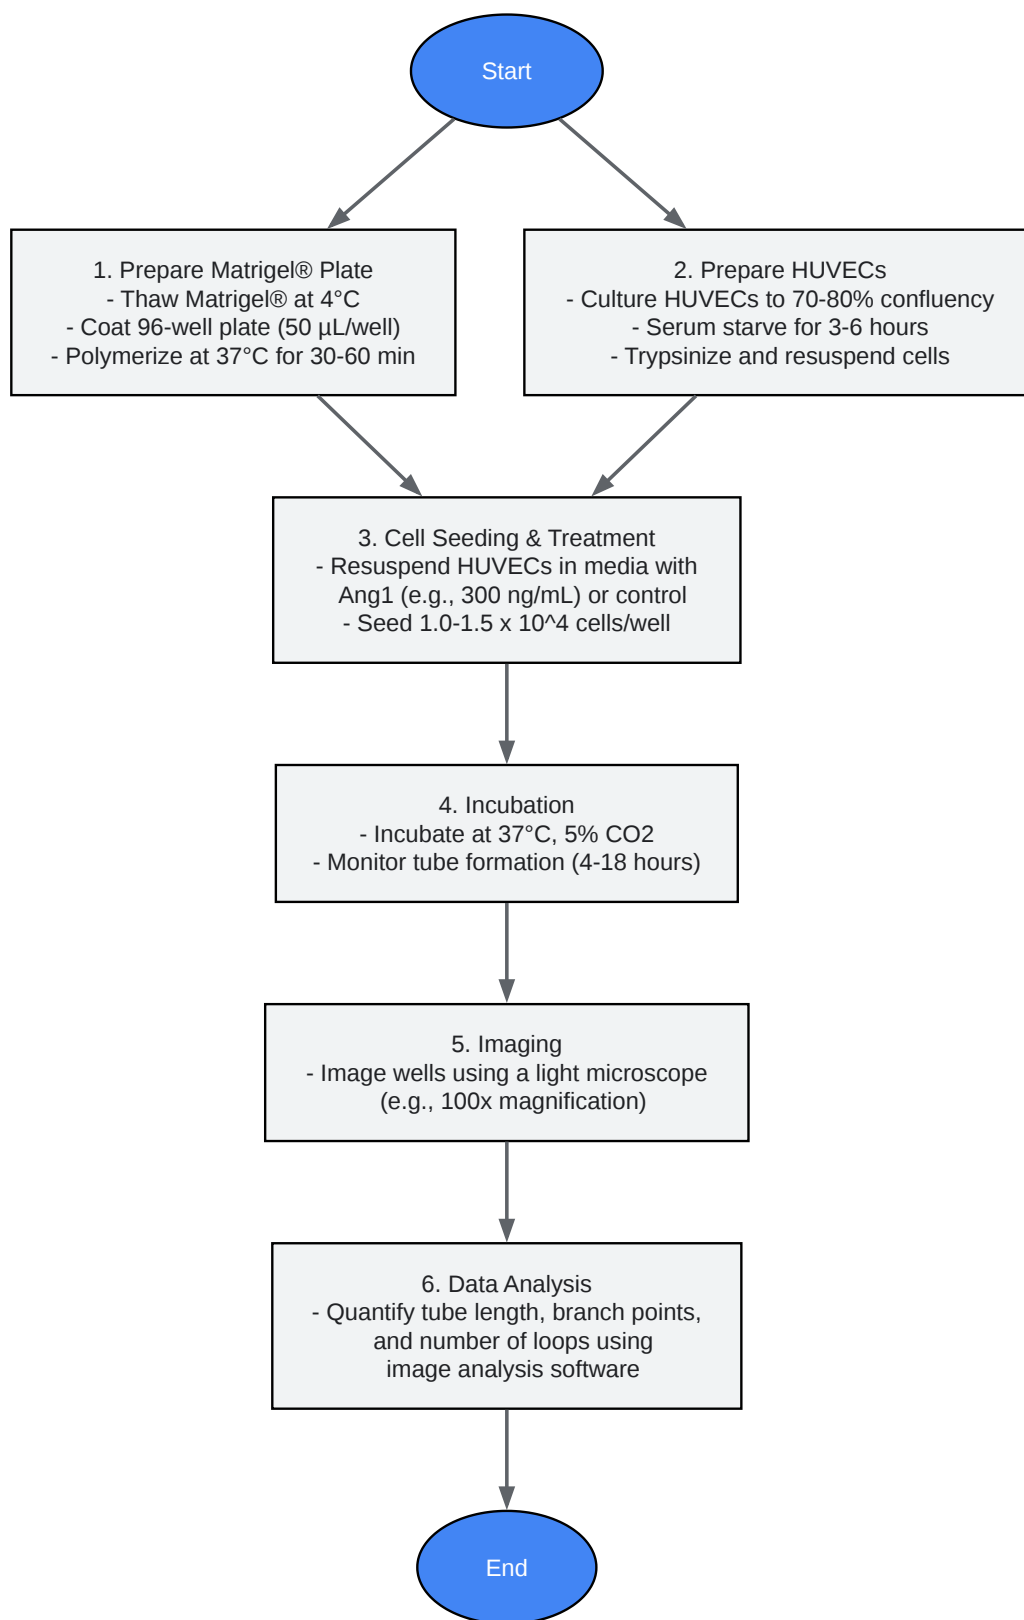 Start
1. Prepare Matrigel® Plate
- Thaw Matrigel® at 4°C
- Coat 96-well plate (50 µL/well)
- Polymerize at 37°C for 30-60 min
2. Prepare HUVECs
- Culture HUVECs to 70-80% confluency
- Serum starve for 3-6 hours
- Trypsinize and resuspend cells
3. Cell Seeding & Treatment
- Resuspend HUVECs in media with
Ang1 (e.g., 300 ng/mL) or control
- Seed 1.0-1.5 x 10^4 cells/well
4. Incubation
- Incubate at 37°C, 5% CO2
- Monitor tube formation (4-18 hours)
5. Imaging
- Image wells using a light microscope
(e.g., 100x magnification)
6. Data Analysis
- Quantify tube length, branch points,
and number of loops using
image analysis software
End